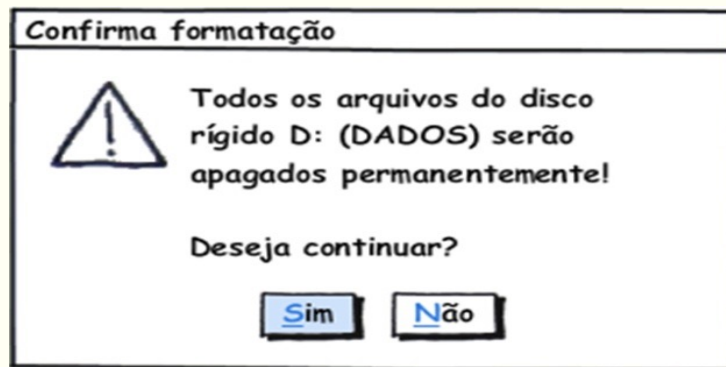 Confirma formatação
Todos os arquivos do disco
rígido D: (DADOS) serão
apagados permanentemente!
Deseja continuar?
Sim Não